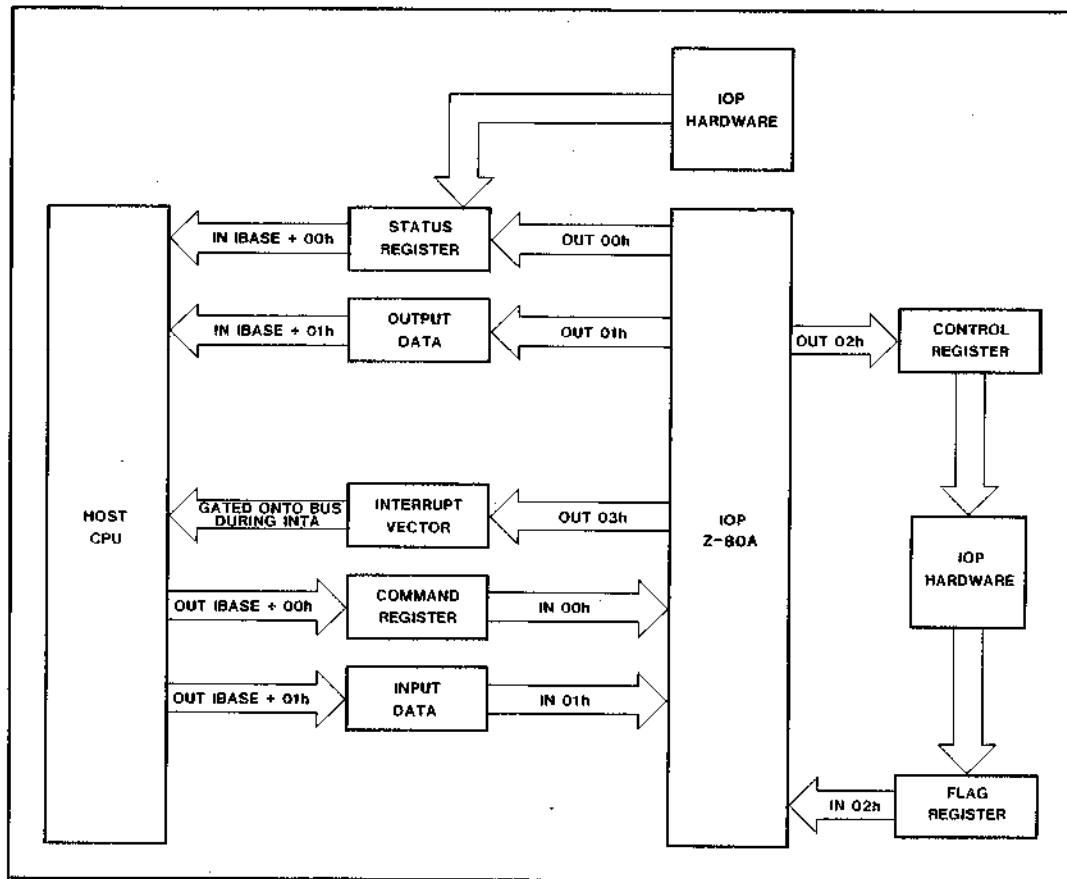 IOP
HARDWARE
IN IBASE + 00h
STATUS
REGISTER
OUT 00h
IN IBASE + 01h
OUTPUT
DATA
OUT 01h
OUT 02h
CONTROL
REGISTER
HOST
CPU
GATED ONTO BUS
DURING INTA
INTERRUPT
VECTOR
OUT 03h
IOP
Z-80A
IOP
HARDWARE
OUT IBASE + 00h
COMMAND
REGISTER
IN 00h
OUT IBASE + 01h
INPUT
DATA
IN 01h
IN 02h
FLAG
REGISTER